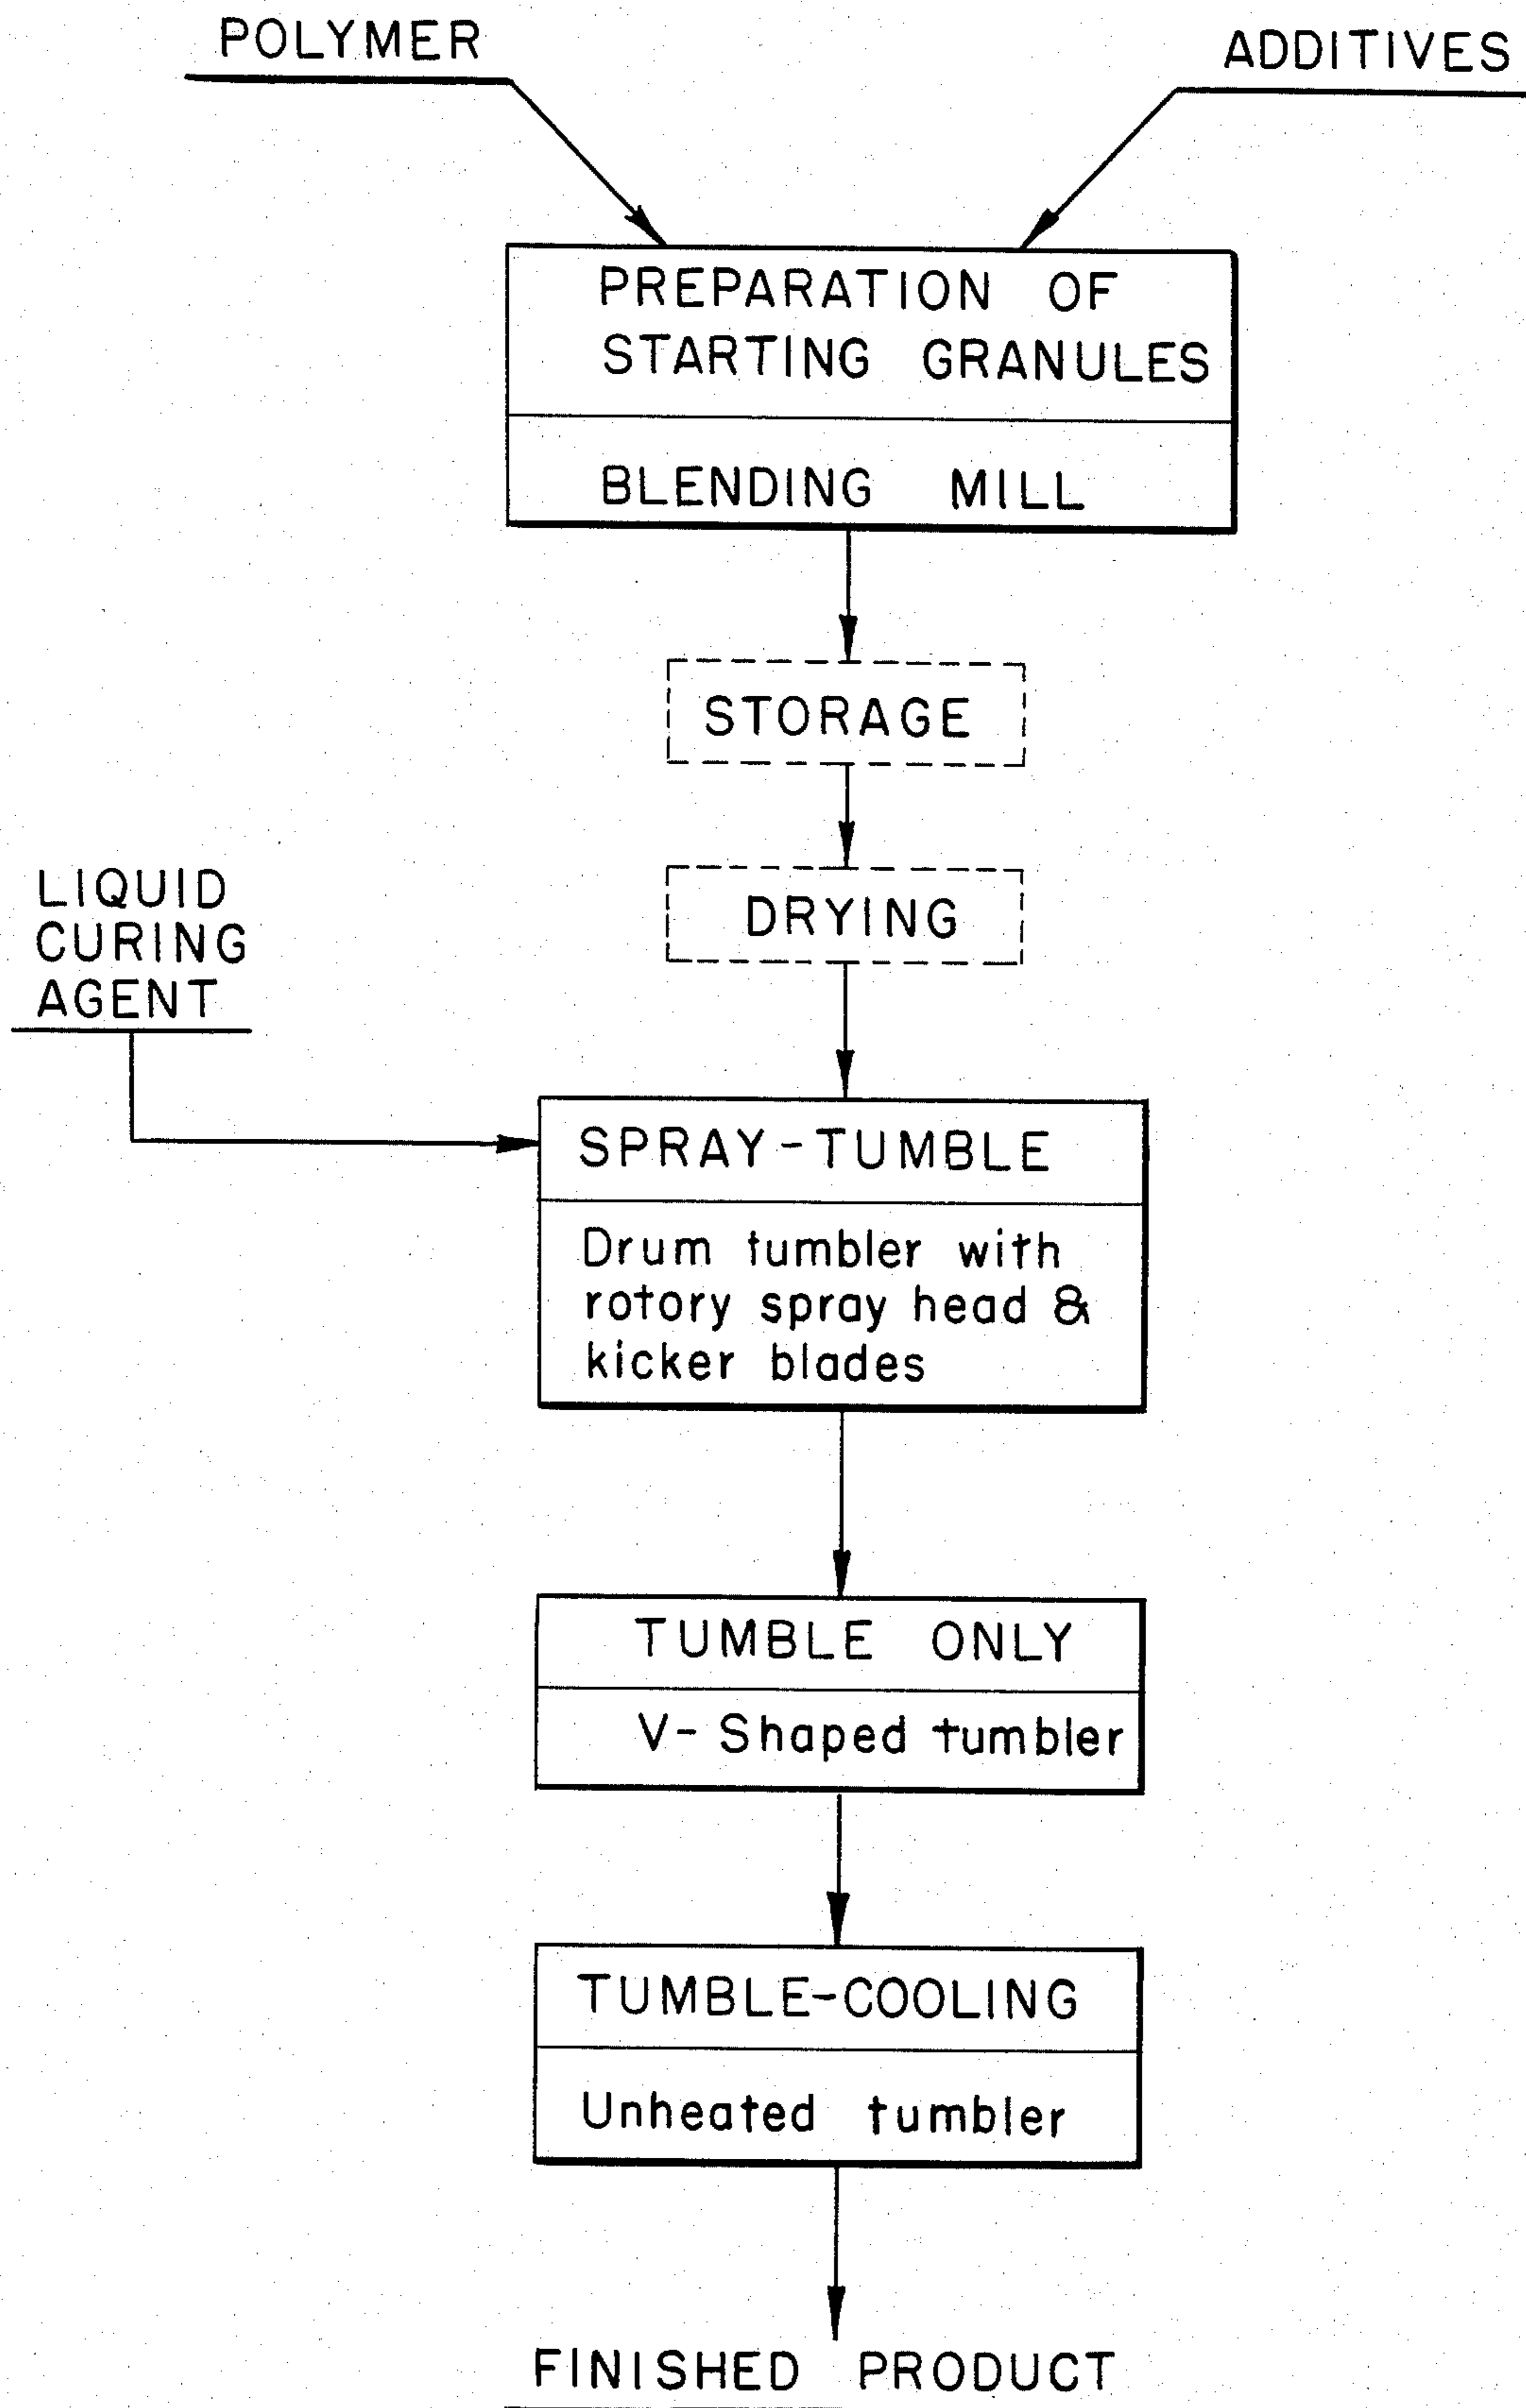 POLYMER
ADDITIVES
PREPARATION OF
STARTING GRANULES
BLENDING MILL
STORAGE
DRYING
LIQUID
CURING
AGENT
SPRAY-TUMBLE
Drum tumbler with
rotory spray head &
kicker blades
TUMBLE ONLY
V-Shaped tumbler
TUMBLE-COOLING
Unheated tumbler
FINISHED PRODUCT